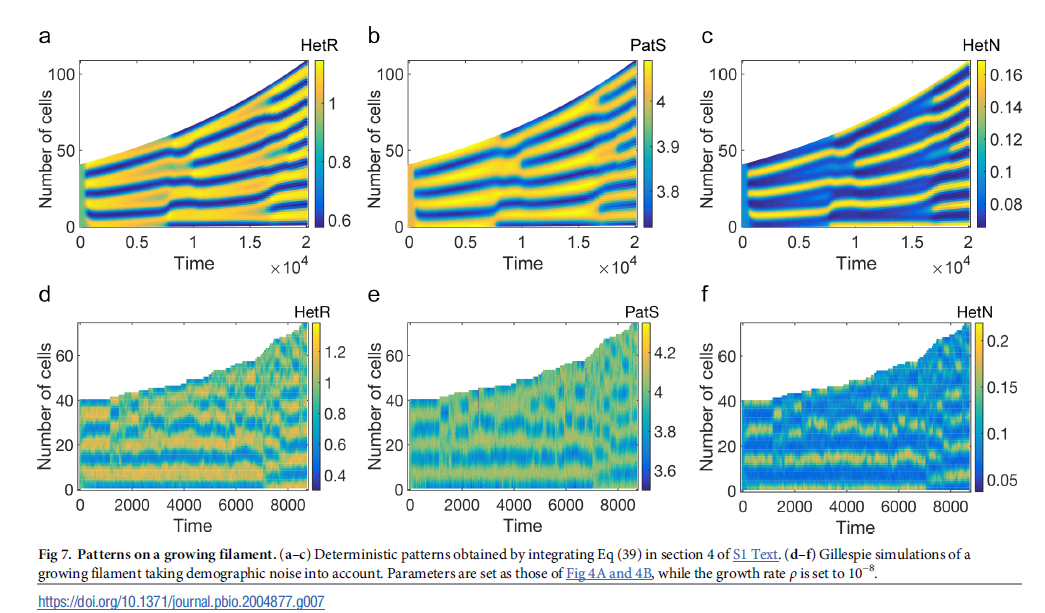 a
HetR
100
50
0
Number of cells
1
0.8
0.6
0 0.5 1 1.5 2
Time
×10⁴
b
PatS
100
50
0
Number of cells
4
3.9
3.8
0 0.5 1 1.5 2
Time
×10⁴
c
HetN
100
50
0
Number of cells
0.16
0.14
0.12
0.1
0.08
0 0.5 1 1.5 2
Time
×10⁴
d
HetR
60
40
20
0
Number of cells
1.2
1
0.8
0.6
0.4
0 2000 4000 6000 8000
Time
e
PatS
60
40
20
0
Number of cells
4.2
4
3.8
3.6
0 2000 4000 6000 8000
Time
f
HetN
60
40
20
0
Number of cells
0.2
0.15
0.1
0.05
0 2000 4000 6000 8000
Time
Fig 7. Patterns on a growing filament. (a–c) Deterministic patterns obtained by integrating Eq (39) in section 4 of S1 Text. (d–f) Gillespie simulations of a
growing filament taking demographic noise into account. Parameters are set as those of Fig 4A and 4B, while the growth rate ρ is set to 10⁻⁸.
https://doi.org/10.1371/journal.pbio.2004877.g007